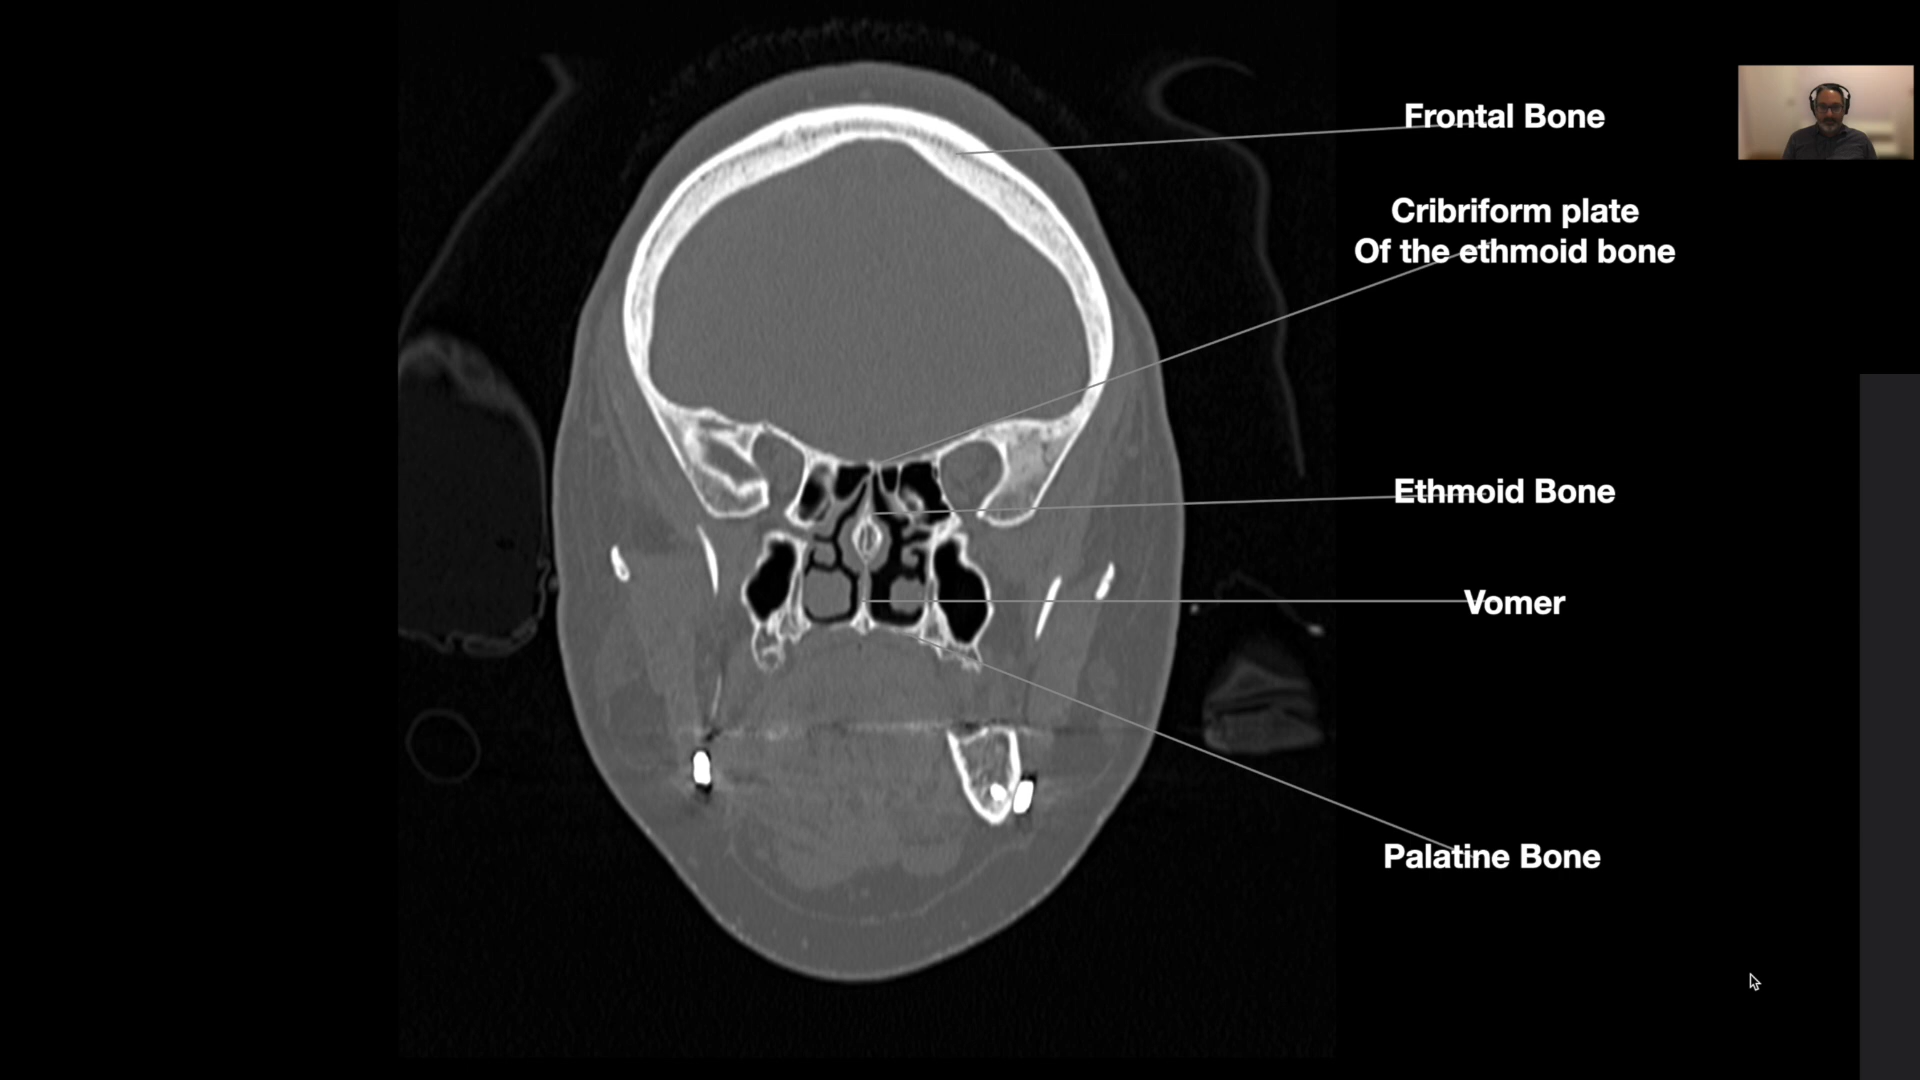 Frontal Bone
Cribriform plate
Of the ethmoid bone
Ethmoid Bone
Vomer
Palatine Bone